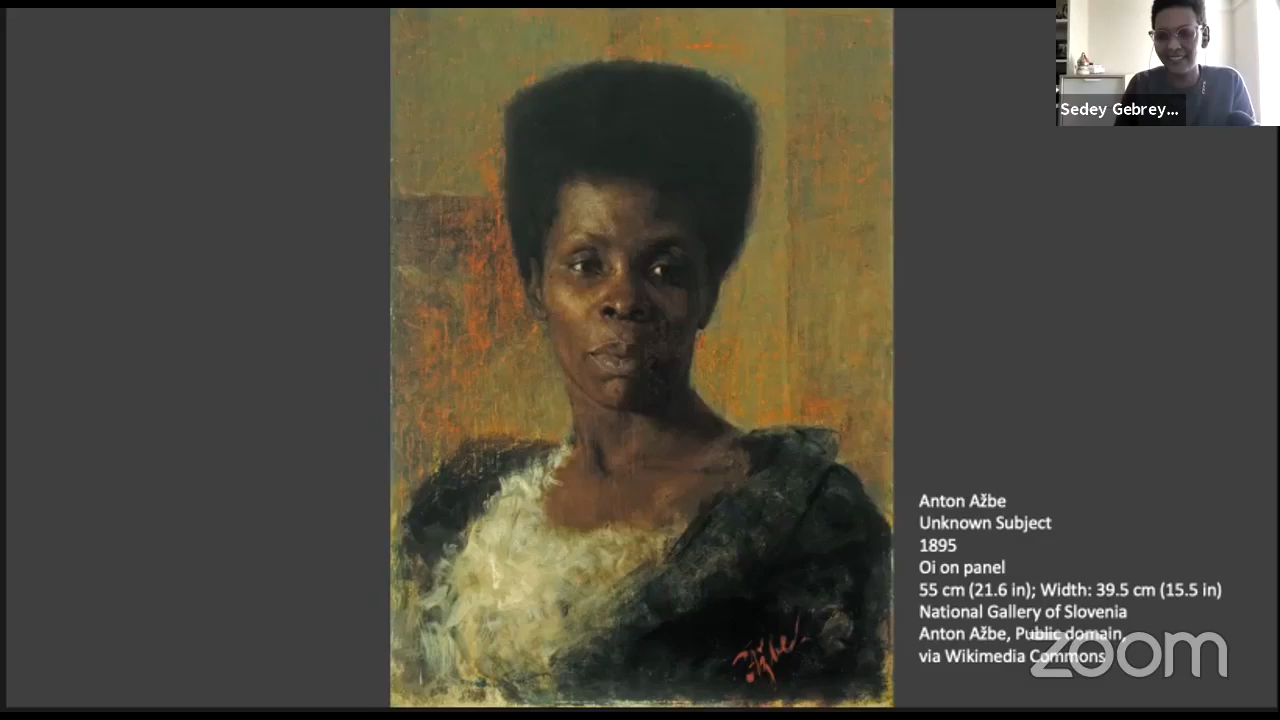 Sedey Gebrey...
Anton Ažbe
Unknown Subject
1895
Oi on panel
55 cm (21.6 in); Width: 39.5 cm (15.5 in)
National Gallery of Slovenia
Anton Ažbe, Public domain,
via Wikimedia Commons
zoom
Ažbe